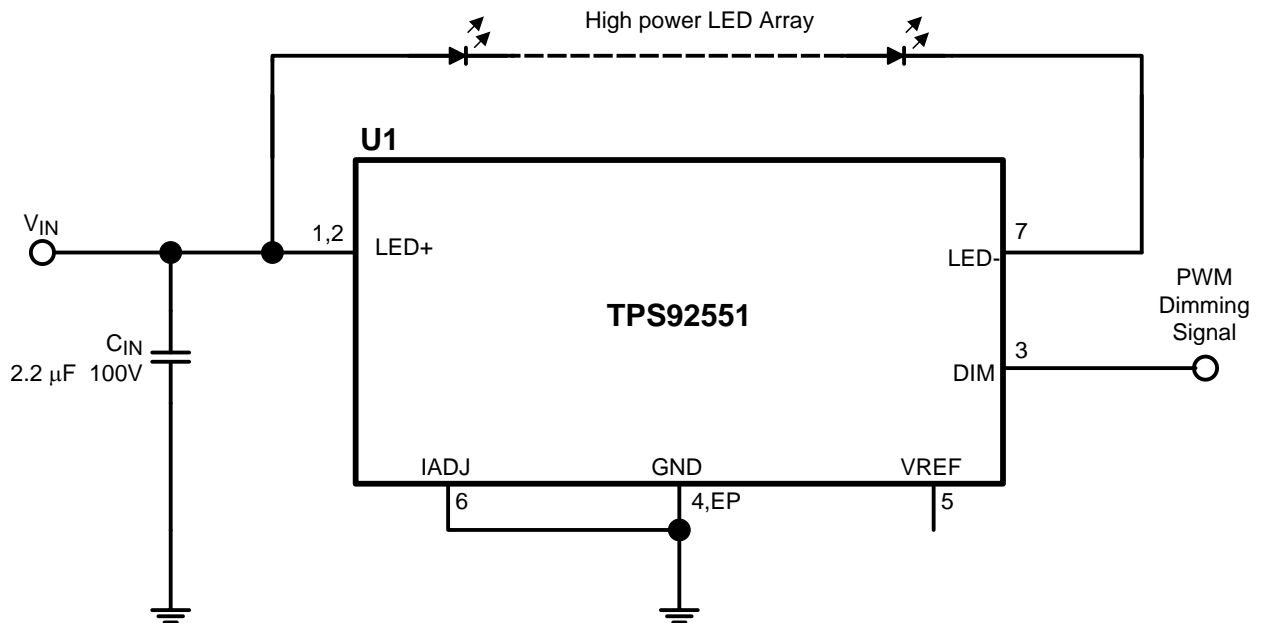 High power LED Array
U1
VIN
1,2
LED+
7
LED-
TPS92551
PWM
Dimming
Signal
CIN
2.2 μF 100V
3
DIM
IADJ
GND
VREF
6
4,EP
5